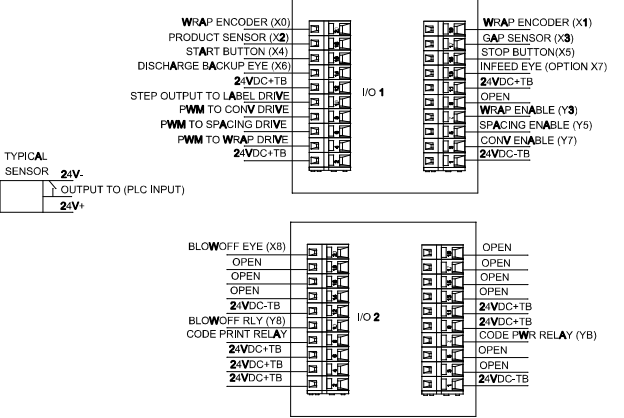 WRAP ENCODER (X0)
PRODUCT SENSOR (X2)
START BUTTON (X4)
DISCHARGE BACKUP EYE (X6)
24VDC+TB
STEP OUTPUT TO LABEL DRIVE
PWM TO CONV DRIVE
PWM TO SPACING DRIVE
PWM TO WRAP DRIVE
24VDC+TB
I/O 1
WRAP ENCODER (X1)
GAP SENSOR (X3)
STOP BUTTON(X5)
INFEED EYE (OPTION X7)
24VDC+TB
OPEN
WRAP ENABLE (Y3)
SPACING ENABLE (Y5)
CONV ENABLE (Y7)
24VDC-TB
TYPICAL
SENSOR
24V-
OUTPUT TO (PLC INPUT)
24V+
BLOWOFF EYE (X8)
OPEN
OPEN
OPEN
24VDC-TB
BLOWOFF RLY (Y8)
CODE PRINT RELAY
24VDC+TB
24VDC+TB
24VDC+TB
I/O 2
OPEN
OPEN
OPEN
OPEN
24VDC+TB
24VDC+TB
CODE PWR RELAY (YB)
OPEN
OPEN
24VDC-TB